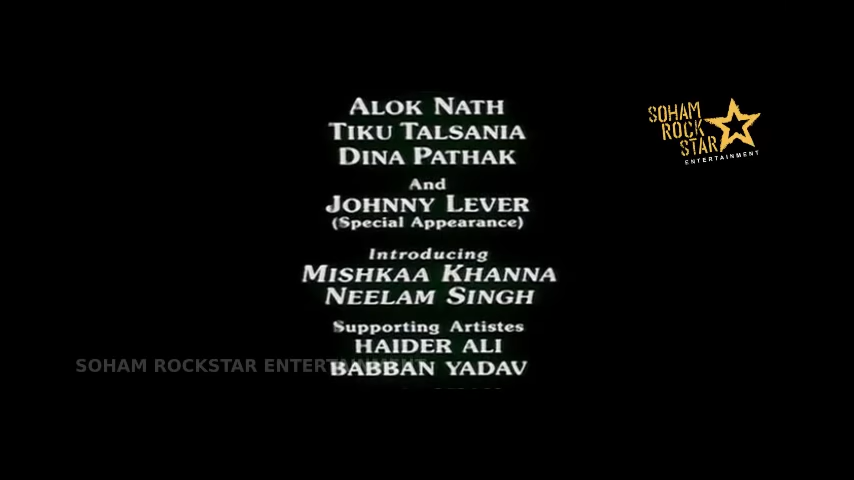 ALOK NATH
TIKU TALSANIA
DINA PATHAK
And
JOHNNY LEVER
(Special Appearance)
Introducing
MISHKAA KHANNA
NEELAM SINGH
Supporting Artistes
HAIDER ALI
BABBAN YADAV
SOHAM
ROCK
STAR
ENTERTAINMENT
SOHAM ROCKSTAR ENTERTAINMENT